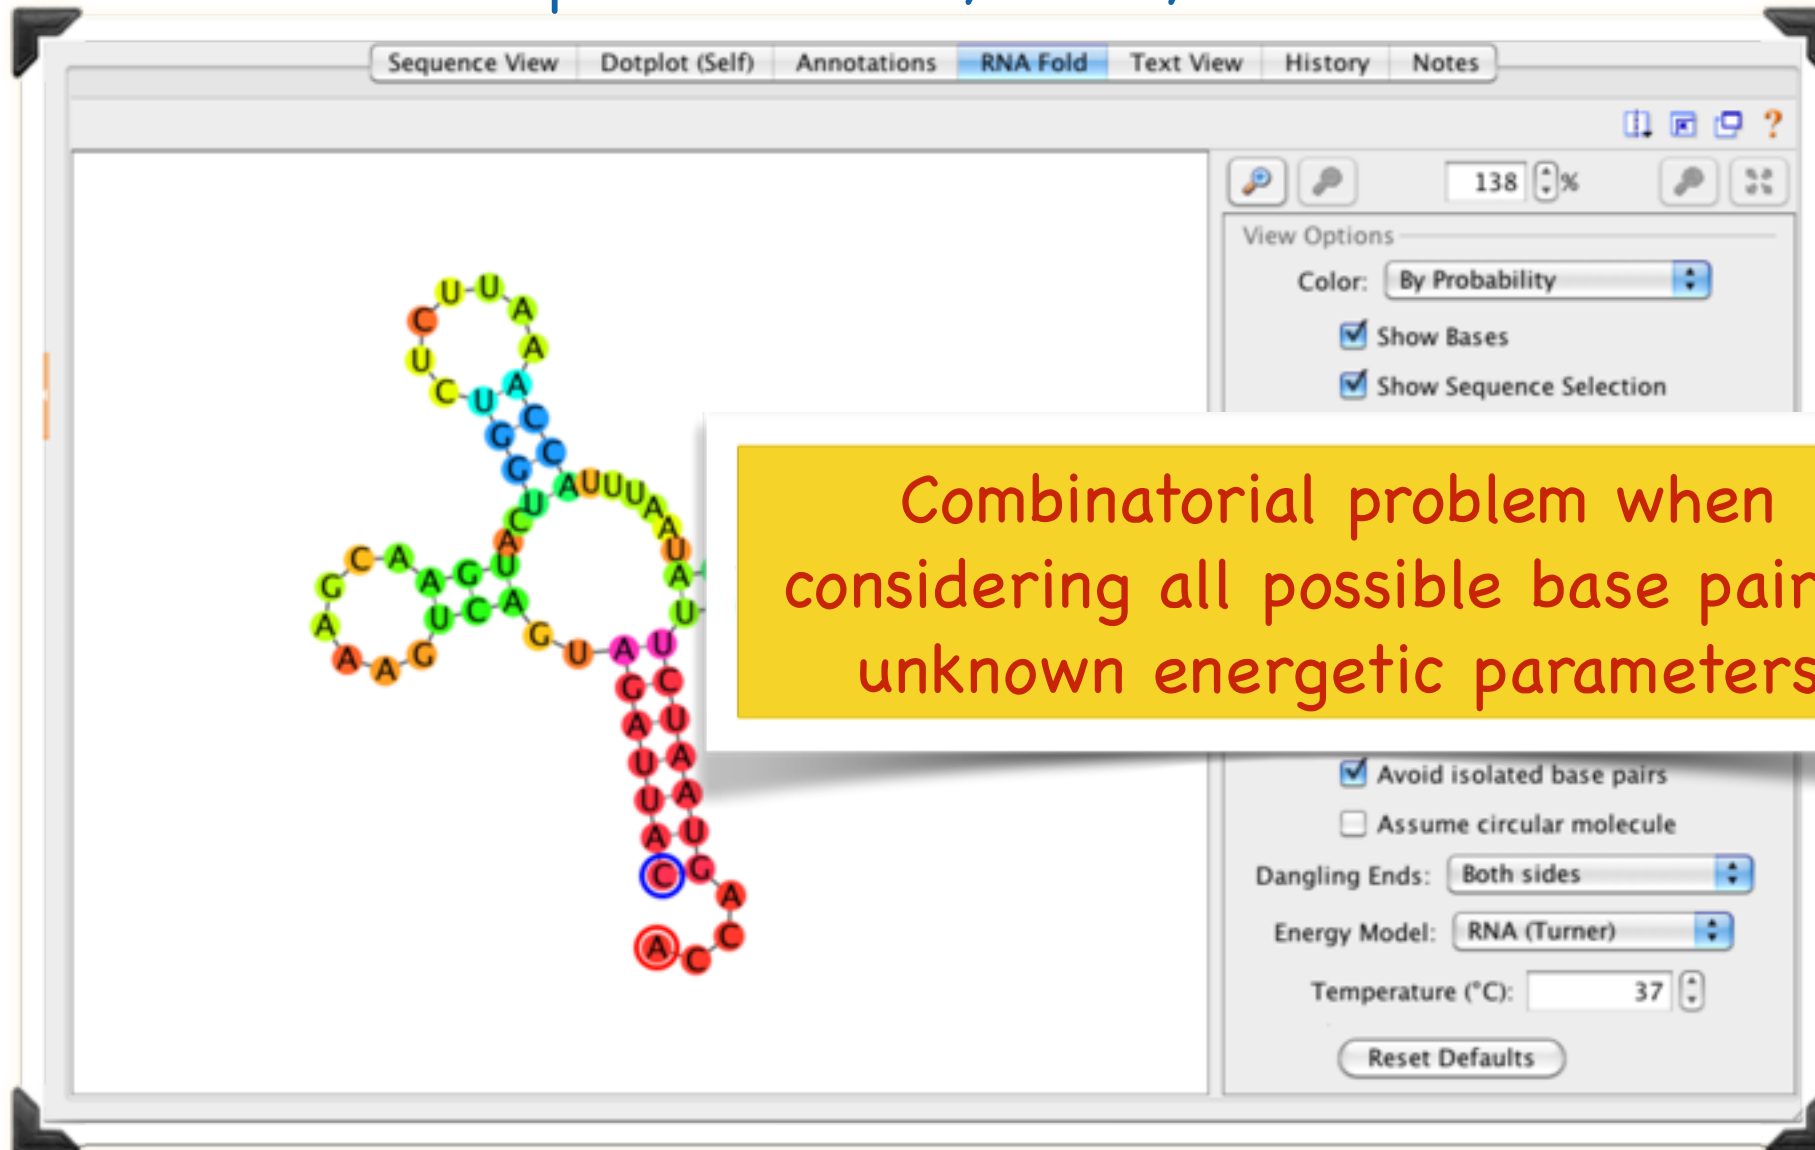 Sequence View Dotplot (Self) Annotations RNA Fold Text View History Notes
?
138 %
View Options
Color: By Probability
Show Bases
Show Sequence Selection
Combinatorial problem when
considering all possible base pair
unknown energetic parameters
Avoid isolated base pairs
Assume circular molecule
Dangling Ends: Both sides
Energy Model: RNA (Turner)
Temperature (°C): 37
Reset Defaults
U U A A A C C A U U U A A U A U
C U C U G G U C A U G A A C G A A A G U C A G U A G A U U A C
U C U A A U G A C C A